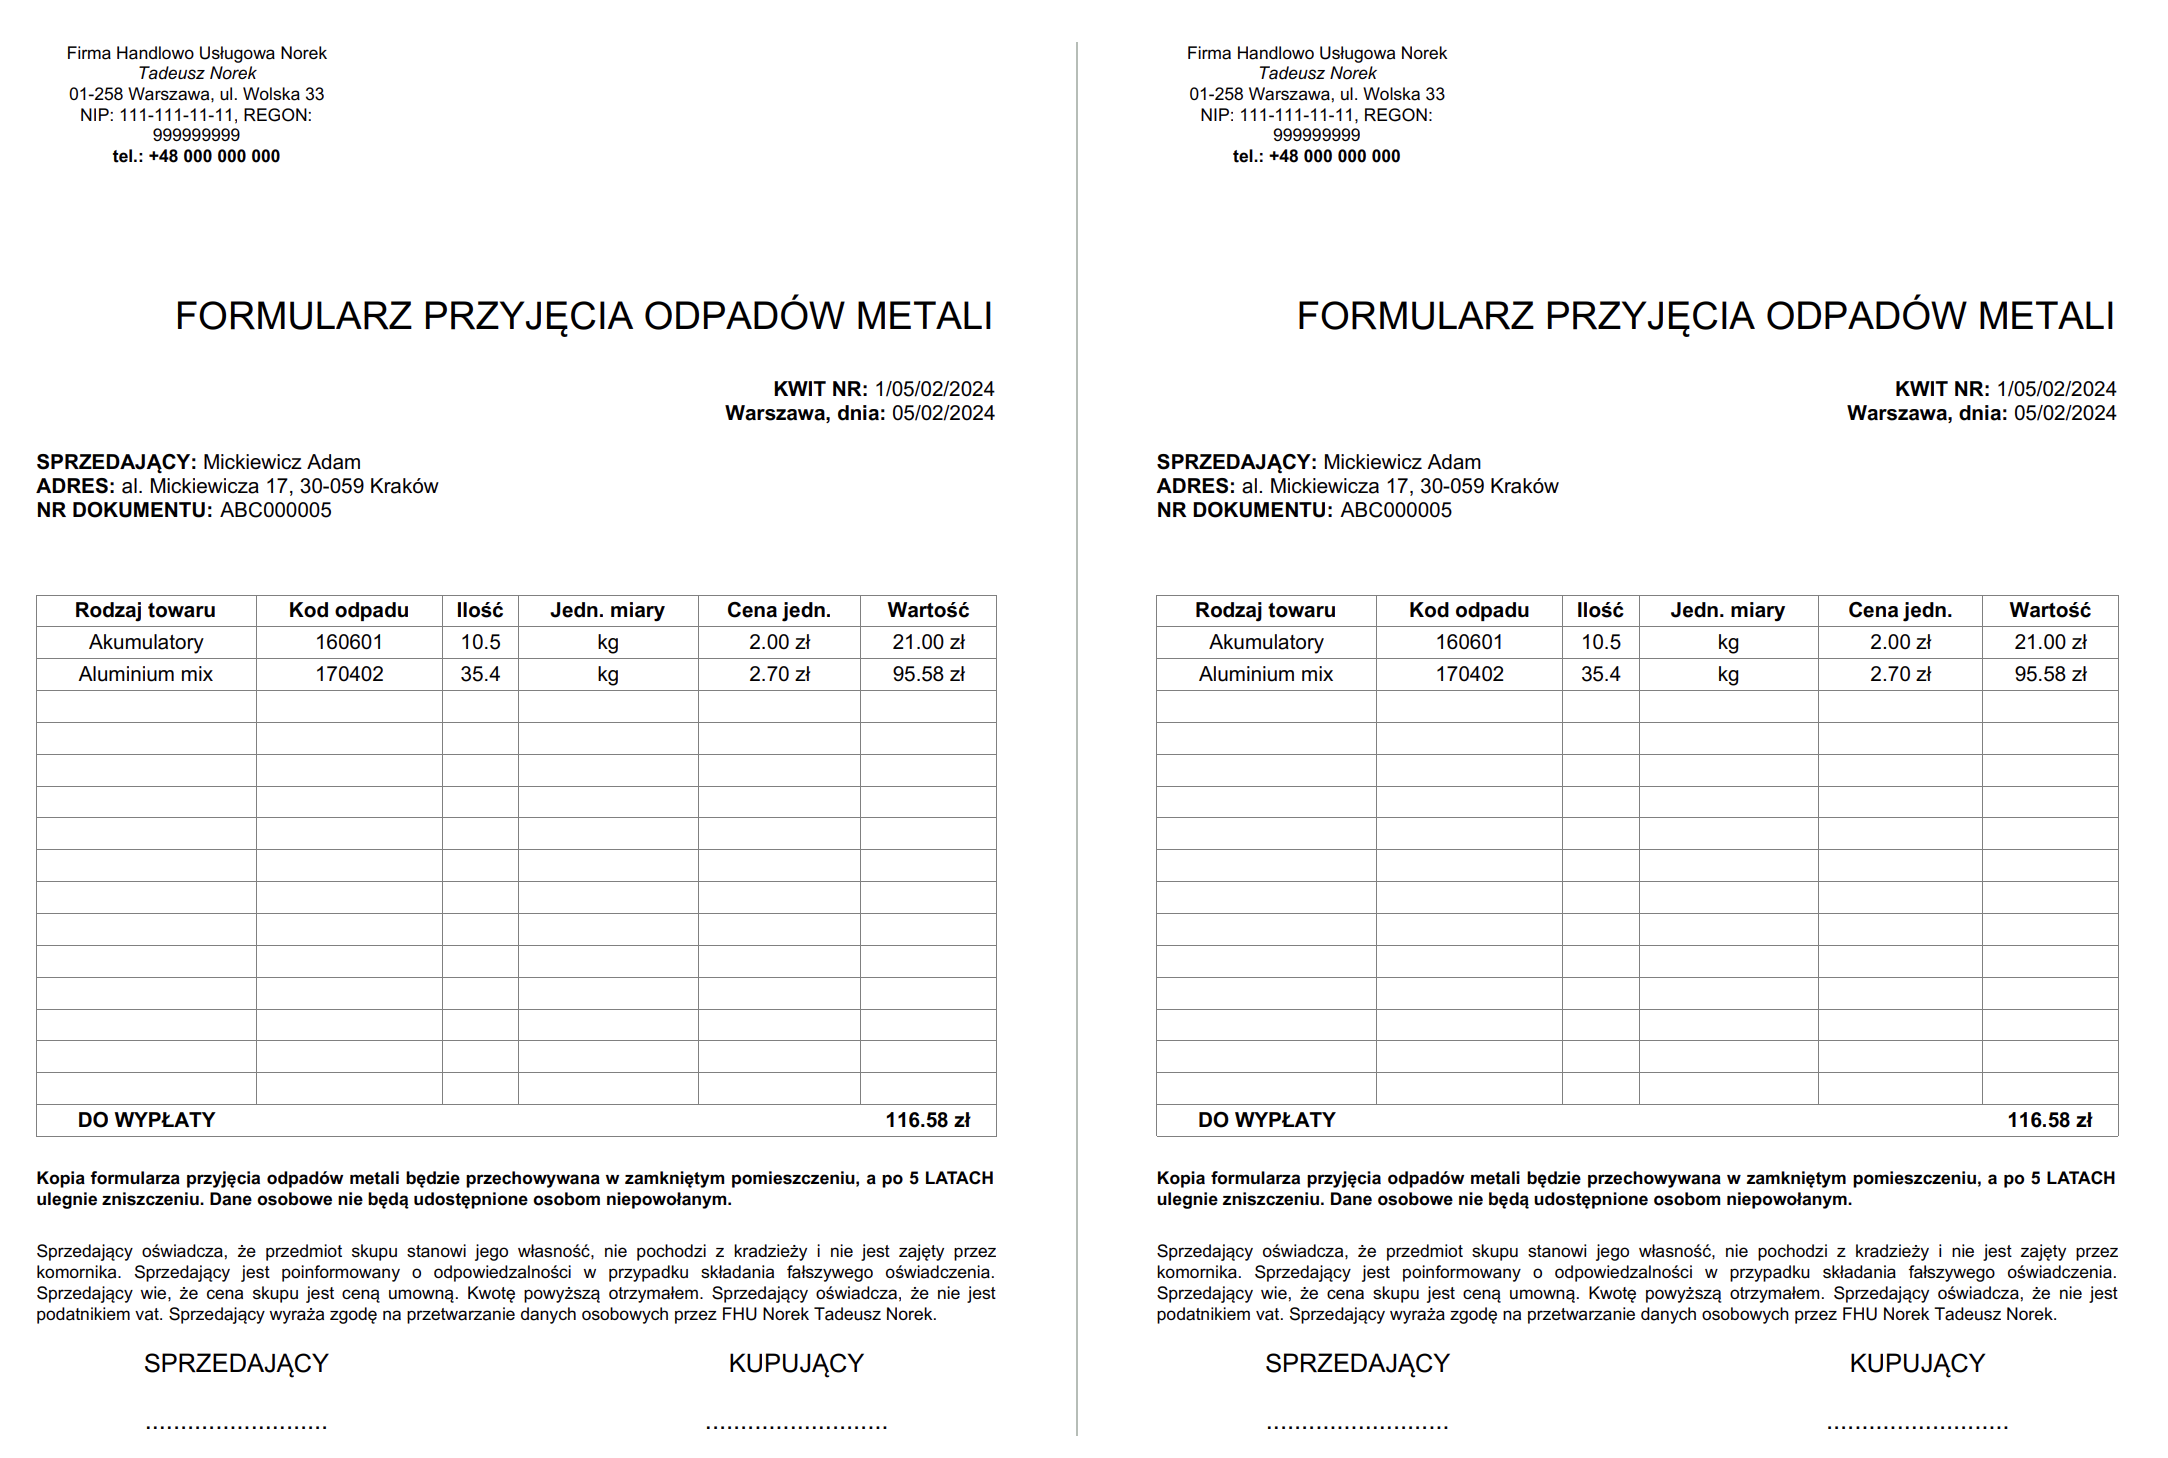 Firma Handlowo Usługowa Norek
Tadeusz Norek
01-258 Warszawa, ul. Wolska 33
NIP: 111-111-11-11, REGON:
999999999
tel.: +48 000 000 000
FORMULARZ PRZYJĘCIA ODPADÓW METALI
KWIT NR: 1/05/02/2024
Warszawa, dnia: 05/02/2024
SPRZEDAJĄCY: Mickiewicz Adam
ADRES: al. Mickiewicza 17, 30-059 Kraków
NR DOKUMENTU: ABC000005
Rodzaj towaru Kod odpadu Ilość Jedn. miary Cena jedn. Wartość
Akumulatory 160601 10.5 kg 2.00 zł 21.00 zł
Aluminium mix 170402 35.4 kg 2.70 zł 95.58 zł
DO WYPŁATY 116.58 zł
Kopia formularza przyjęcia odpadów metali będzie przechowywana w zamkniętym pomieszczeniu, a po 5 LATACH
ulegnie zniszczeniu. Dane osobowe nie będą udostępnione osobom niepowołanym.
Sprzedający oświadcza, że przedmiot skupu stanowi jego własność, nie pochodzi z kradzieży i nie jest zajęty przez
komornika. Sprzedający jest poinformowany o odpowiedzalności w przypadku składania fałszywego oświadczenia.
Sprzedający wie, że cena skupu jest ceną umowną. Kwotę powyższą otrzymałem. Sprzedający oświadcza, że nie jest
podatnikiem vat. Sprzedający wyraża zgodę na przetwarzanie danych osobowych przez FHU Norek Tadeusz Norek.
SPRZEDAJĄCY KUPUJĄCY
.......................... ..........................
Firma Handlowo Usługowa Norek
Tadeusz Norek
01-258 Warszawa, ul. Wolska 33
NIP: 111-111-11-11, REGON:
999999999
tel.: +48 000 000 000
FORMULARZ PRZYJĘCIA ODPADÓW METALI
KWIT NR: 1/05/02/2024
Warszawa, dnia: 05/02/2024
SPRZEDAJĄCY: Mickiewicz Adam
ADRES: al. Mickiewicza 17, 30-059 Kraków
NR DOKUMENTU: ABC000005
Rodzaj towaru Kod odpadu Ilość Jedn. miary Cena jedn. Wartość
Akumulatory 160601 10.5 kg 2.00 zł 21.00 zł
Aluminium mix 170402 35.4 kg 2.70 zł 95.58 zł
DO WYPŁATY 116.58 zł
Kopia formularza przyjęcia odpadów metali będzie przechowywana w zamkniętym pomieszczeniu, a po 5 LATACH
ulegnie zniszczeniu. Dane osobowe nie będą udostępnione osobom niepowołanym.
Sprzedający oświadcza, że przedmiot skupu stanowi jego własność, nie pochodzi z kradzieży i nie jest zajęty przez
komornika. Sprzedający jest poinformowany o odpowiedzalności w przypadku składania fałszywego oświadczenia.
Sprzedający wie, że cena skupu jest ceną umowną. Kwotę powyższą otrzymałem. Sprzedający oświadcza, że nie jest
podatnikiem vat. Sprzedający wyraża zgodę na przetwarzanie danych osobowych przez FHU Norek Tadeusz Norek.
SPRZEDAJĄCY KUPUJĄCY
.......................... ..........................